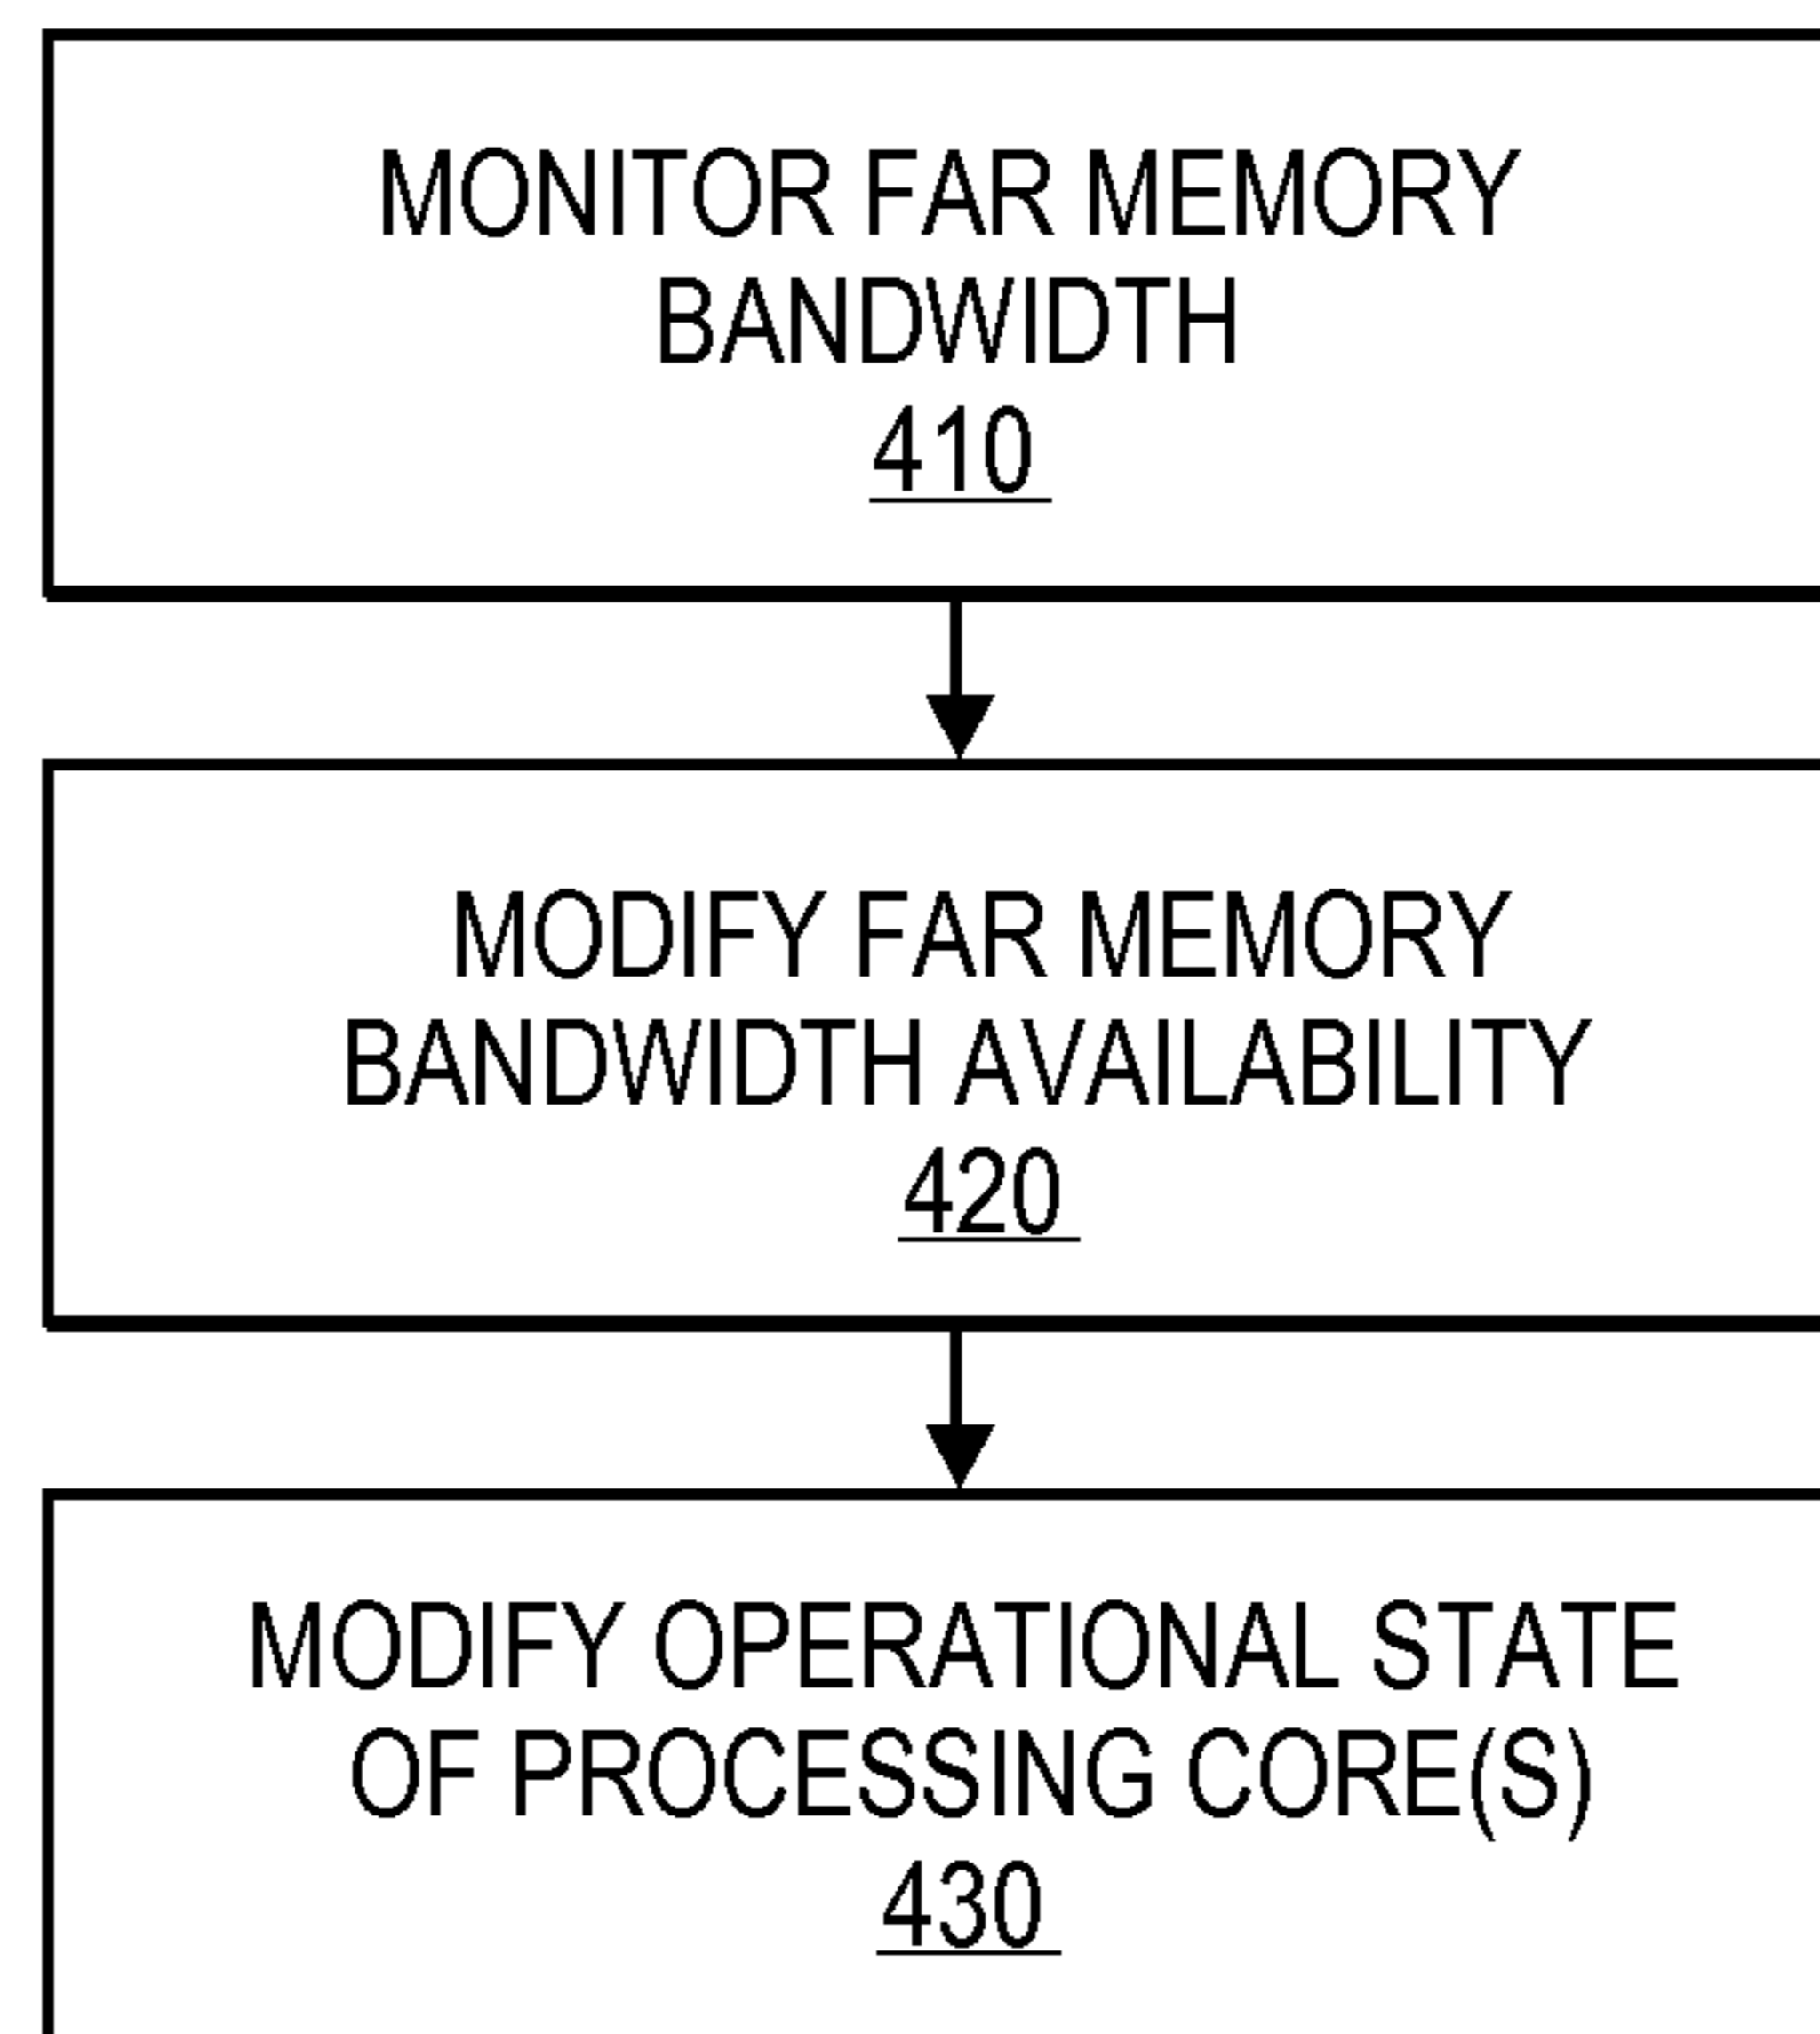 MONITOR FAR MEMORY
BANDWIDTH
410
MODIFY FAR MEMORY
BANDWIDTH AVAILABILITY
420
MODIFY OPERATIONAL STATE
OF PROCESSING CORE(S)
430